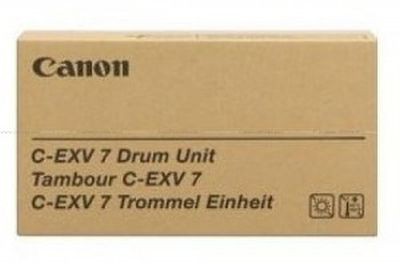 Canon
C-EXV 7 Drum Unit
Tambour C-EXV 7
C-EXV 7 Trommel Einheit